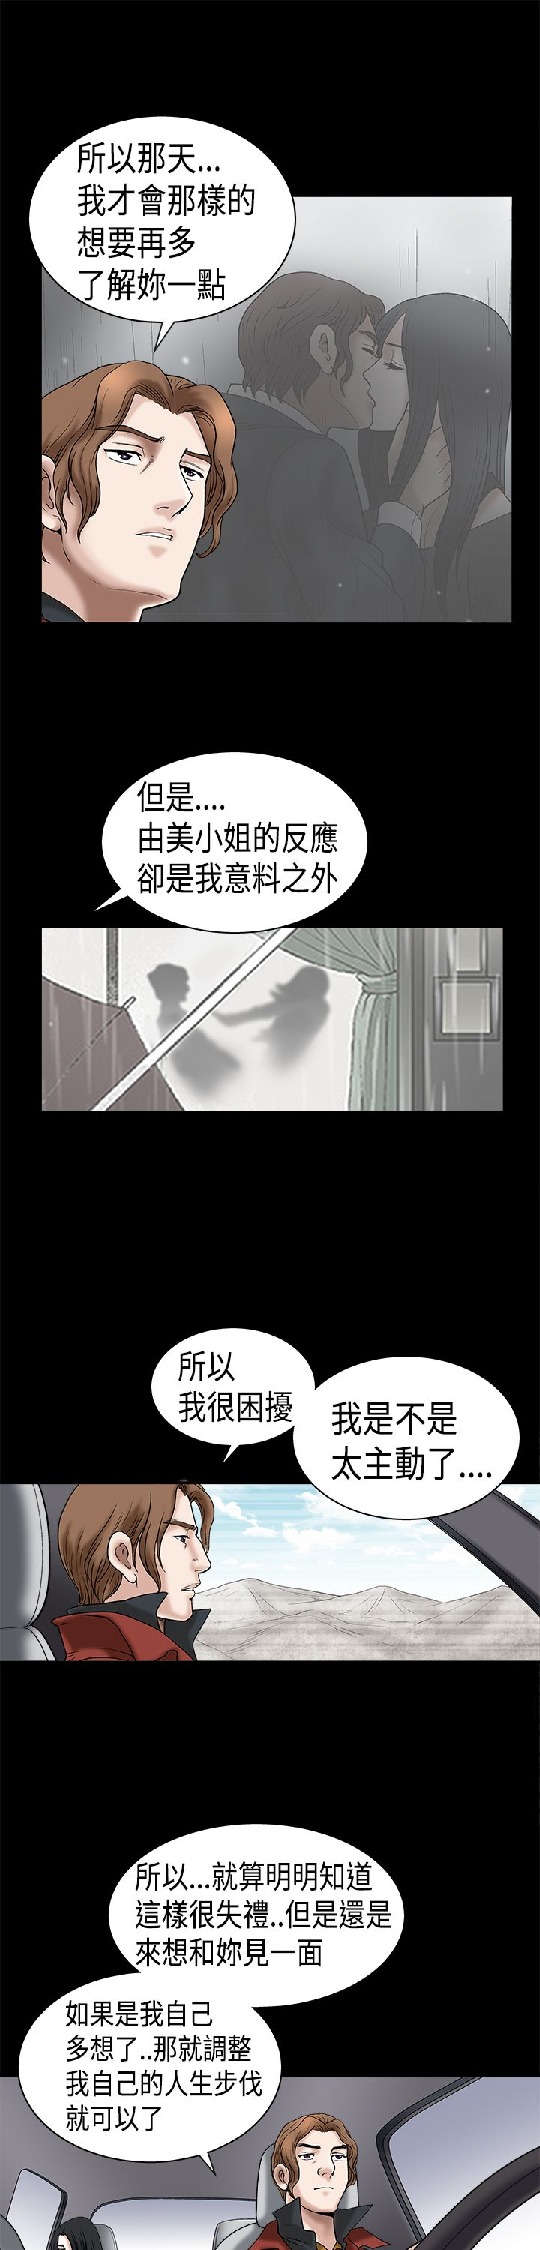 所以那天...
我才會那樣的
想要再多
了解妳一點
但是....
由美小姐的反應
卻是我意料之外
所以
我很困擾
我是不是
太主動了....
所以...就算明明知道
這樣很失禮..但是還是
來想和妳見一面
如果是我自己
多想了..那就調整
我自己的人生步伐
就可以了